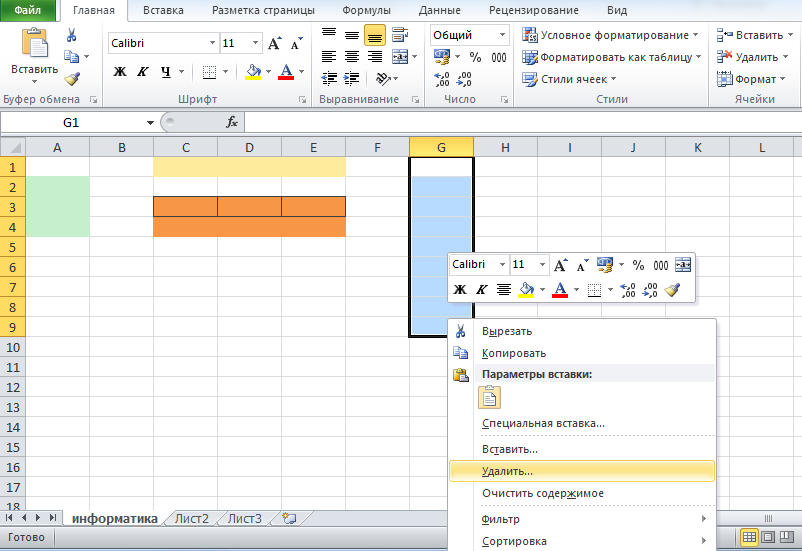 Файл Главная Вставка Разметка страницы Формулы Данные Рецензирование Вид
Вставить
Calibri 11
Ж К Ч
Общий
% 000
,00 ,0
Условное форматирование
Форматировать как таблицу
Стили ячеек
Вставить
Удалить
Формат
Буфер обмена Шрифт Выравнивание Число Стили Ячейки
G1 fx
A B C D E F G H I J K L
1
2
3
4
5
6
7
8
9
10
11
12
13
14
15
16
17
18
Calibri 11 A A % 000
Ж К А
Вырезать
Копировать
Параметры вставки:
Специальная вставка...
Вставить...
Удалить...
Очистить содержимое
Фильтр
Сортировка
информатика Лист2 Лист3
Готово